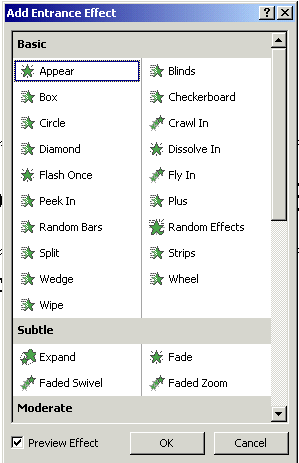 Add Entrance Effect
Basic
Appear Blinds
Box Checkerboard
Circle Crawl In
Diamond Dissolve In
Flash Once Fly In
Peek In Plus
Random Bars Random Effects
Split Strips
Wedge Wheel
Wipe
Subtle
Expand Fade
Faded Swivel Faded Zoom
Moderate
Preview Effect OK Cancel